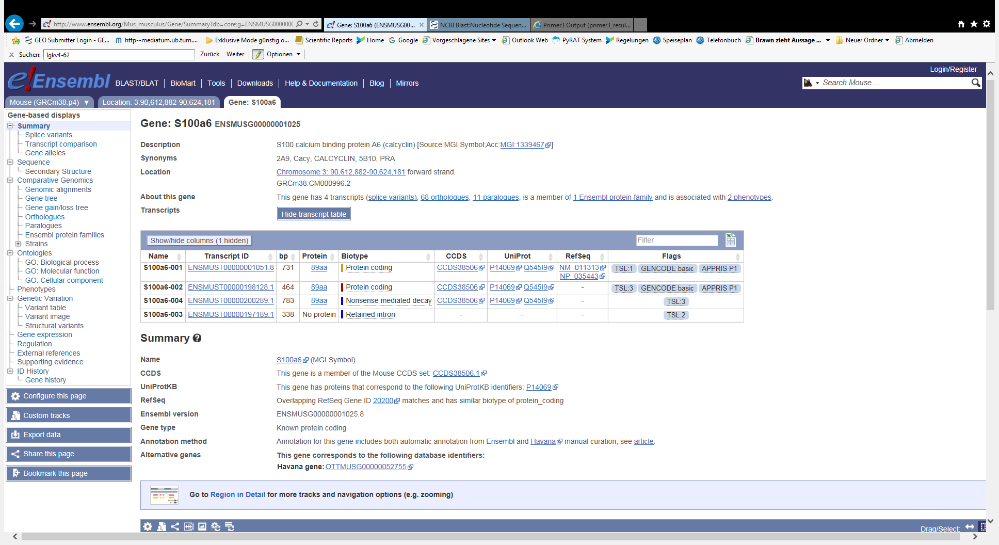 http://www.ensembl.org/Mus_musculus/Gene/Summary?db=core;g=ENSMUSG0000000
Gene: S100a6 (ENSMUSG00...
NCBI Blast:Nucleotide Sequen...
Primer3 Output (primer3_resul...
GEO Submitter Login - GE...
http--mediatum.ub.tum....
Exklusive Mode günstig o...
Scientific Reports
Home
Google
Vorgeschlagene Sites
Outlook Web
PyRAT System
Regelungen
Speiseplan
Telefonbuch
Brawn zieht Aussage ...
Neuer Ordner
Abmelden
Suchen: Igkv4-62 Zurück Weiter Optionen
Login/Register
e!Ensembl BLAST/BLAT | BioMart | Tools | Downloads | Help & Documentation | Blog | Mirrors
Search Mouse...
Mouse (GRCm38.p4) ▼
Location: 3:90,612,882-90,624,181
Gene: S100a6
Gene-based displays
Summary
Splice variants
Transcript comparison
Gene alleles
Sequence
Secondary Structure
Comparative Genomics
Genomic alignments
Gene tree
Gene gain/loss tree
Orthologues
Paralogues
Ensembl protein families
Strains
Ontologies
GO: Biological process
GO: Molecular function
GO: Cellular component
Phenotypes
Genetic Variation
Variant table
Variant image
Structural variants
Gene expression
Regulation
External references
Supporting evidence
ID History
Gene history
Configure this page
Custom tracks
Export data
Share this page
Bookmark this page
Gene: S100a6 ENSMUSG00000001025
Description S100 calcium binding protein A6 (calcyclin) [Source:MGI Symbol;Acc:MGI:1339467]
Synonyms 2A9, Cacy, CALCYCLIN, 5B10, PRA
Location Chromosome 3: 90,612,882-90,624,181 forward strand.
GRCm38:CM000996.2
About this gene This gene has 4 transcripts (splice variants), 68 orthologues, 11 paralogues, is a member of 1 Ensembl protein family and is associated with 2 phenotypes.
Transcripts Hide transcript table
Show/hide columns (1 hidden) Filter
Name Transcript ID bp Protein Biotype CCDS UniProt RefSeq Flags
S100a6-001 ENSMUST00000001051.8 731 89aa Protein coding CCDS38506 P14069 Q545I9 NM_011313 TSL:1 GENCODE basic APPRIS P1
NP_035443
S100a6-002 ENSMUST00000198128.1 464 89aa Protein coding CCDS38506 P14069 Q545I9 - TSL:3 GENCODE basic APPRIS P1
S100a6-004 ENSMUST00000200289.1 783 89aa Nonsense mediated decay CCDS38506 P14069 Q545I9 - TSL:3
S100a6-003 ENSMUST00000197189.1 338 No protein Retained intron - - - TSL:2
Summary ?
Name S100a6 (MGI Symbol)
CCDS This gene is a member of the Mouse CCDS set: CCDS38506.1
UniProtKB This gene has proteins that correspond to the following UniProtKB identifiers: P14069
RefSeq Overlapping RefSeq Gene ID 20200 matches and has similar biotype of protein_coding
Ensembl version ENSMUSG00000001025.8
Gene type Known protein coding
Annotation method Annotation for this gene includes both automatic annotation from Ensembl and Havana manual curation, see article.
Alternative genes This gene corresponds to the following database identifiers:
Havana gene: OTTMUSG00000052755
Go to Region in Detail for more tracks and navigation options (e.g. zooming)
Drag/Select: